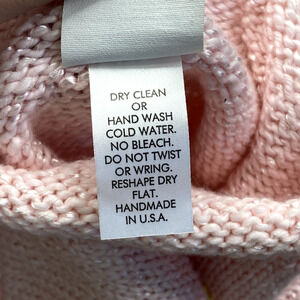 DRY CLEAN
OR
HAND WASH
COLD WATER.
NO BLEACH.
DO NOT TWIST
OR WRING.
RESHAPE DRY
FLAT.
HANDMADE
IN U.S.A.